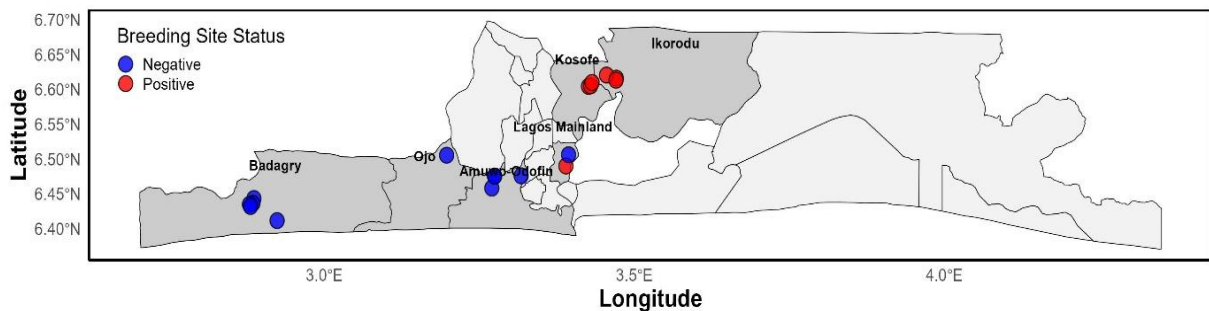 6.70°N
6.65°N
6.60°N
6.55°N
6.50°N
6.45°N
6.40°N
Latitude
Breeding Site Status
Negative
Positive
Ikorodu
Kosofe
Lagos Mainland
Ojo
Amuwo-Odofin
Badagry
3.0°E 3.5°E 4.0°E
Longitude